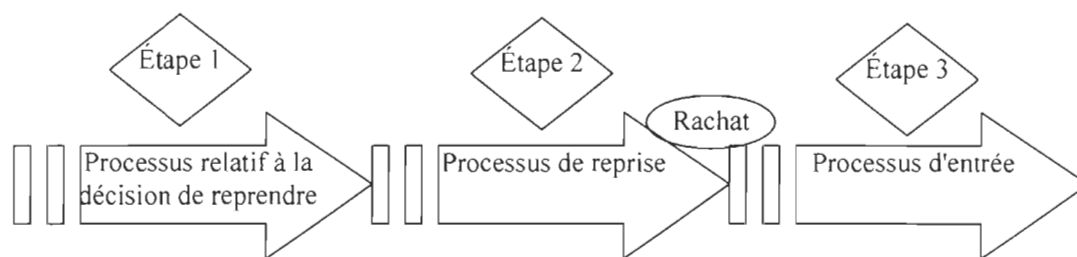 Étape 1
Étape 2
Étape 3
Rachat
Processus relatif à la
décision de reprendre
Processus de reprise
Processus d'entrée